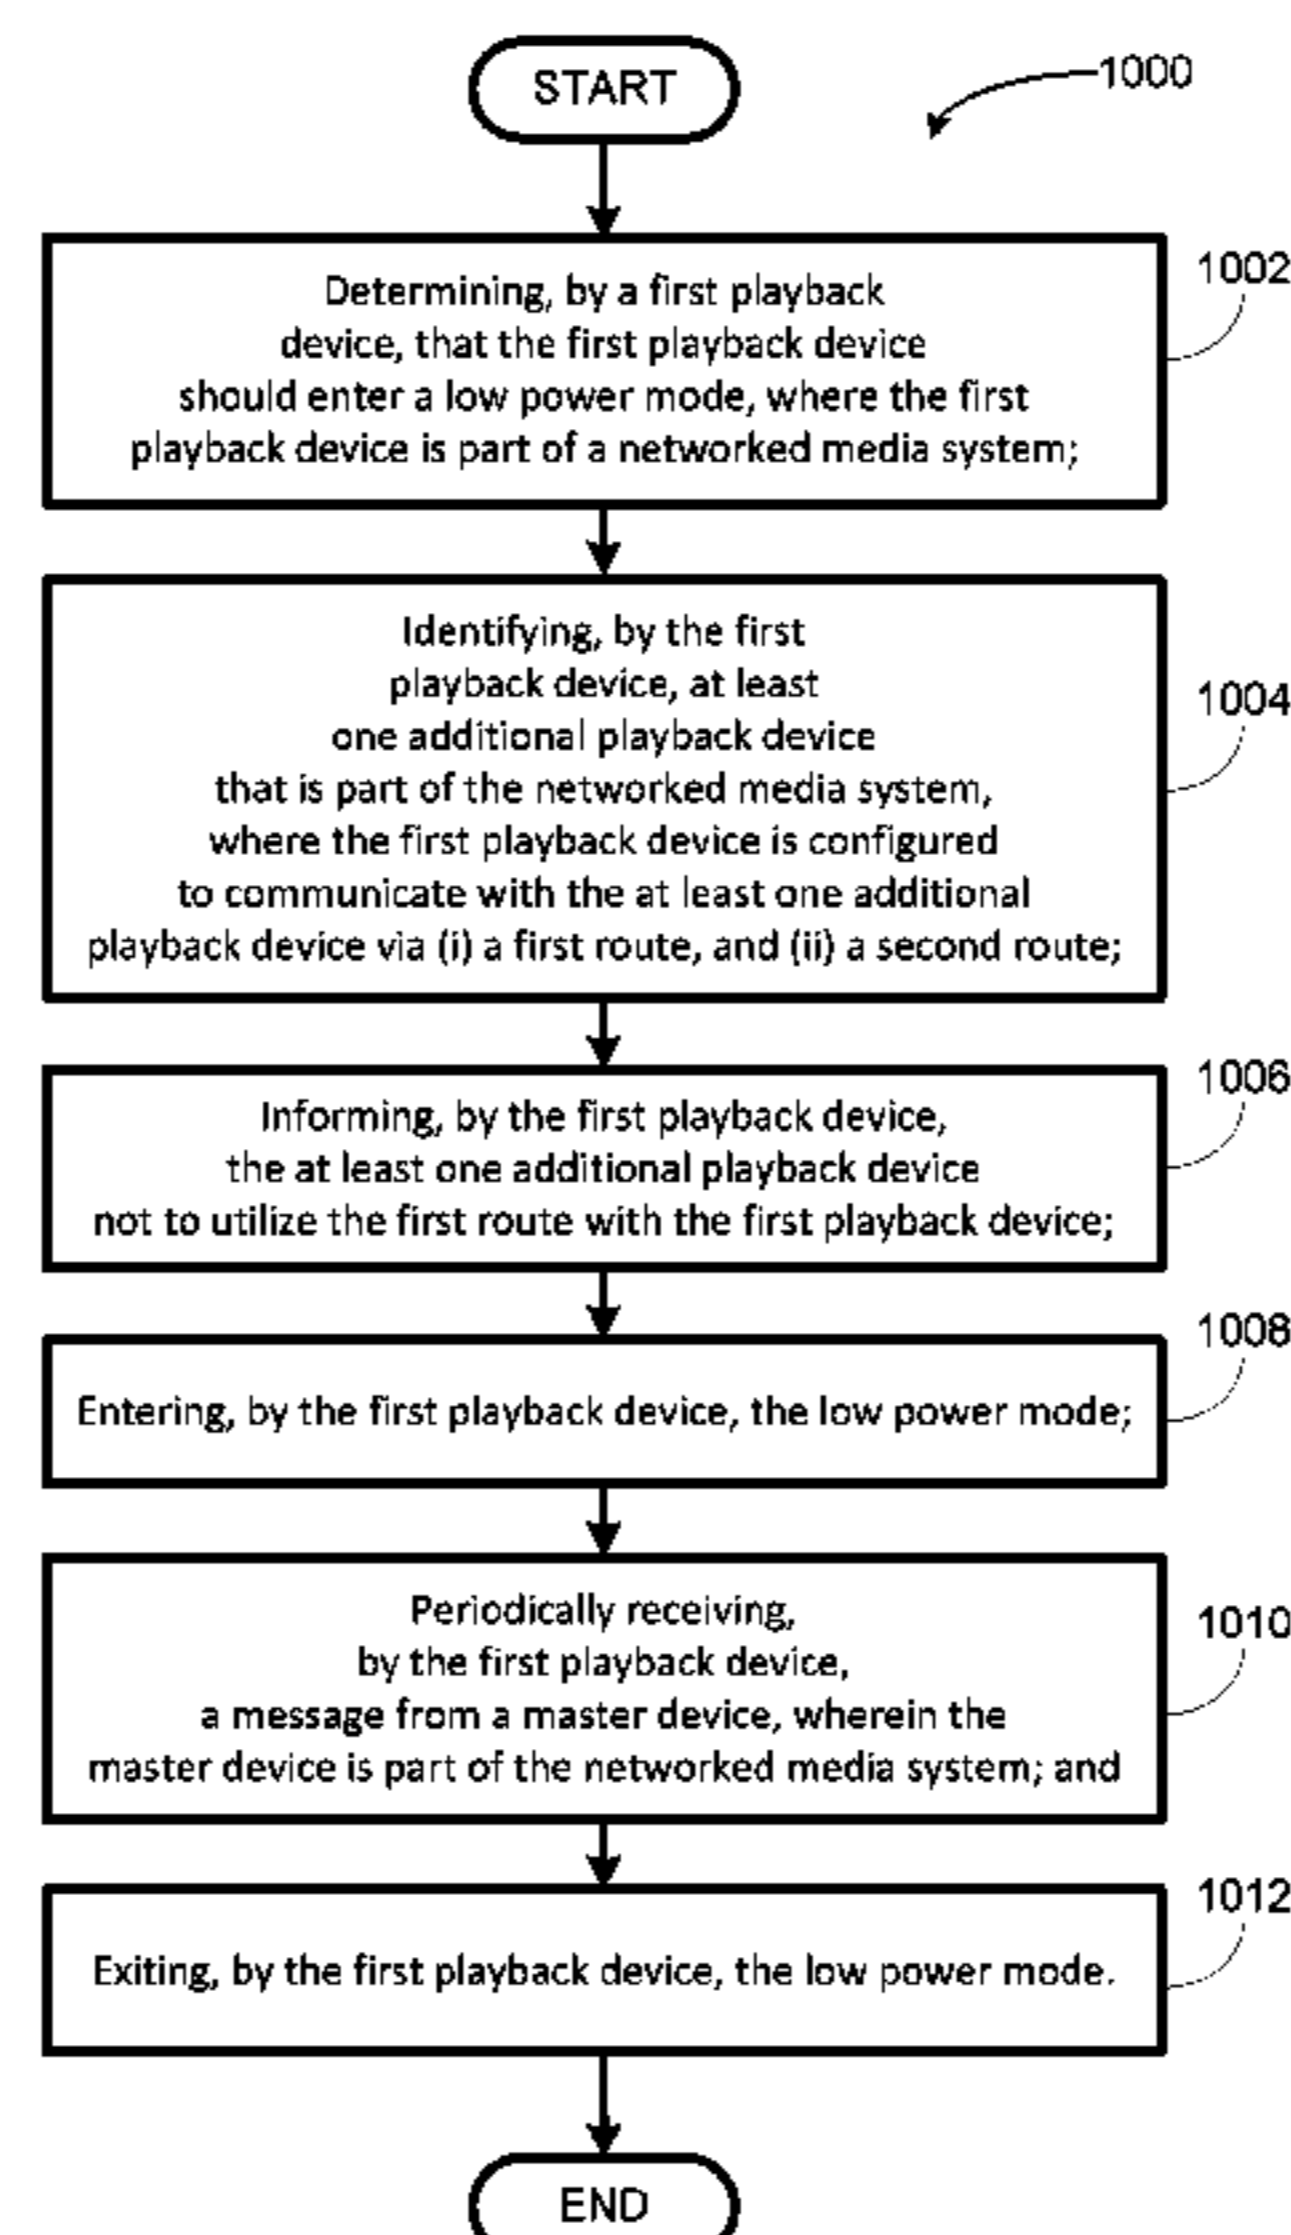 START
1000
Determining, by a first playback
device, that the first playback device
should enter a low power mode, where the first
playback device is part of a networked media system;
1002
Identifying, by the first
playback device, at least
one additional playback device
that is part of the networked media system,
where the first playback device is configured
to communicate with the at least one additional
playback device via (i) a first route, and (ii) a second route;
1004
Informing, by the first playback device,
the at least one additional playback device
not to utilize the first route with the first playback device;
1006
Entering, by the first playback device, the low power mode;
1008
Periodically receiving,
by the first playback device,
a message from a master device, wherein the
master device is part of the networked media system; and
1010
Exiting, by the first playback device, the low power mode.
1012
END